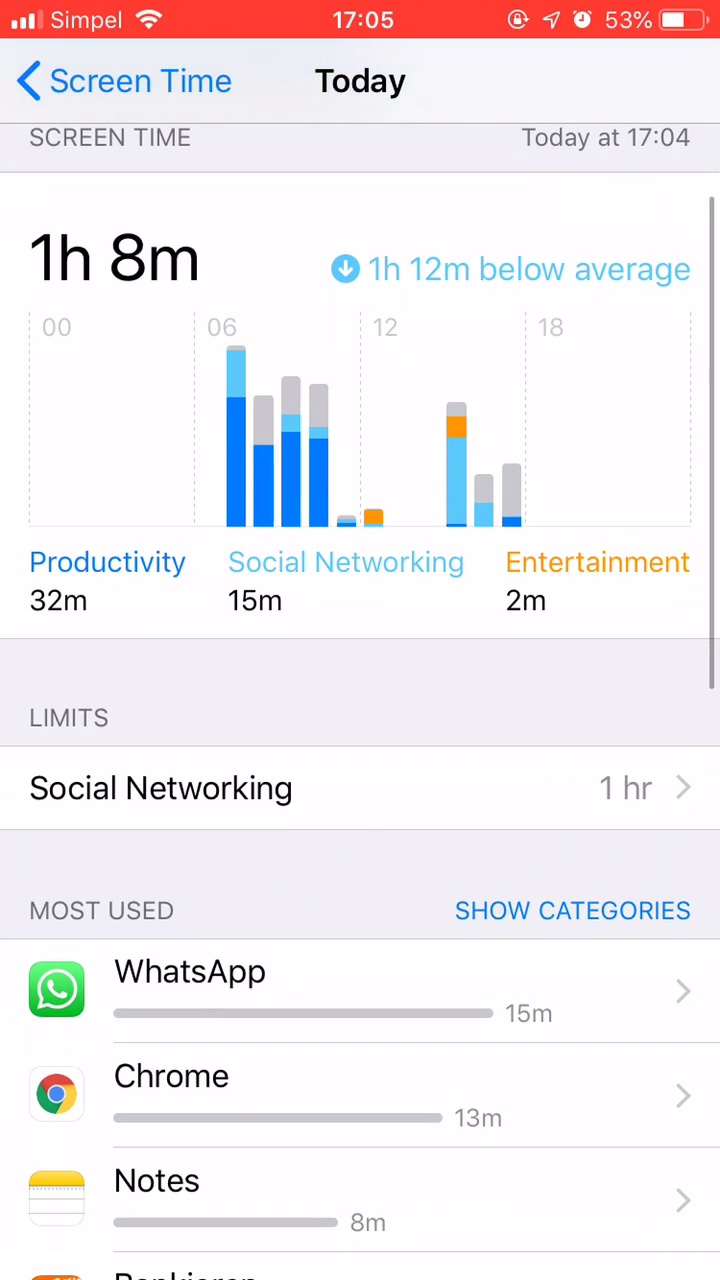 Simpel 17:05 53%
Screen Time Today
SCREEN TIME Today at 17:04
1h 8m 1h 12m below average
00 06 12 18
Productivity Social Networking Entertainment
32m 15m 2m
LIMITS
Social Networking 1 hr
MOST USED SHOW CATEGORIES
WhatsApp
15m
Chrome
13m
Notes
8m